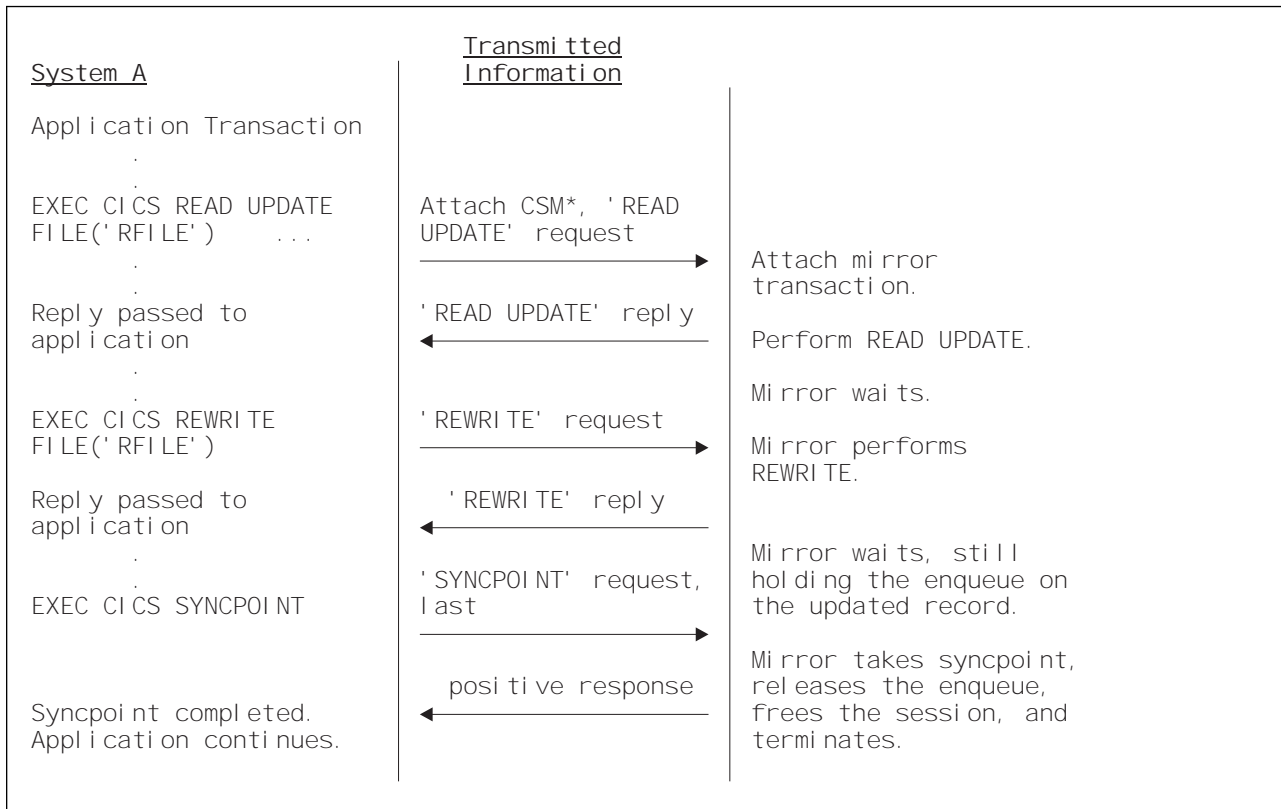 Transmitted
System A
Information
Application Transaction
.
.
EXEC CICS READ UPDATE
FILE('RFILE') ...
Attach CSM*, 'READ
UPDATE' request
.
.
Attach mirror
transaction.
Reply passed to
application
'READ UPDATE' reply
Perform READ UPDATE.
.
.
Mirror waits.
EXEC CICS REWRITE
FILE('RFILE')
'REWRITE' request
Mirror performs
REWRITE.
Reply passed to
application
'REWRITE' reply
.
.
Mirror waits, still
holding the enqueue on
the updated record.
EXEC CICS SYNCPOINT
'SYNCPOINT' request,
last
Mirror takes syncpoint,
releases the enqueue,
frees the session, and
terminates.
positive response
Syncpoint completed.
Application continues.